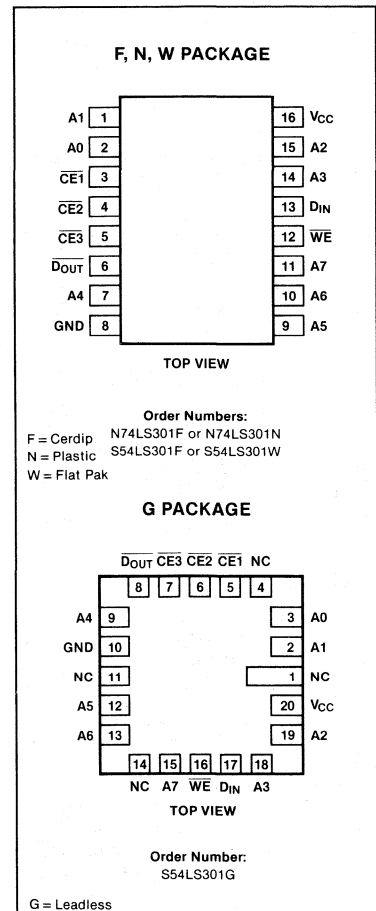 F, N, W PACKAGE
A1 1 16 VCC
A0 2 15 A2
CE1 3 14 A3
CE2 4 13 DIN
CE3 5 12 WE
DOUT 6 11 A7
A4 7 10 A6
GND 8 9 A5
TOP VIEW
Order Numbers:
F = Cerdip N74LS301F or N74LS301N
N = Plastic S54LS301F or S54LS301W
W = Flat Pak
G PACKAGE
DOUT CE3 CE2 CE1 NC
8 7 6 5 4
A4 9 3 A0
GND 10 2 A1
NC 11 1 NC
A5 12 20 VCC
A6 13 19 A2
14 15 16 17 18
NC A7 WE DIN A3
TOP VIEW
Order Number:
S54LS301G
G = Leadless